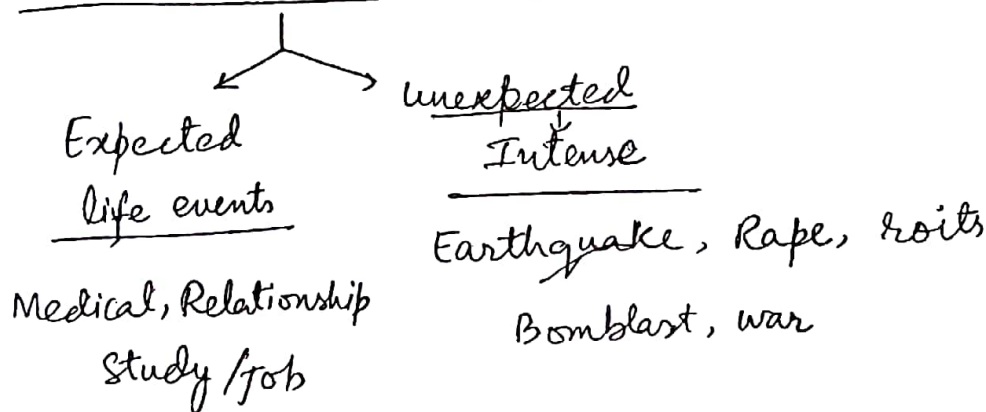 Expected
life events
Medical, Relationship
Study / Job
unexpected
Intense
Earthquake, Rape, roits
Bomblast, war